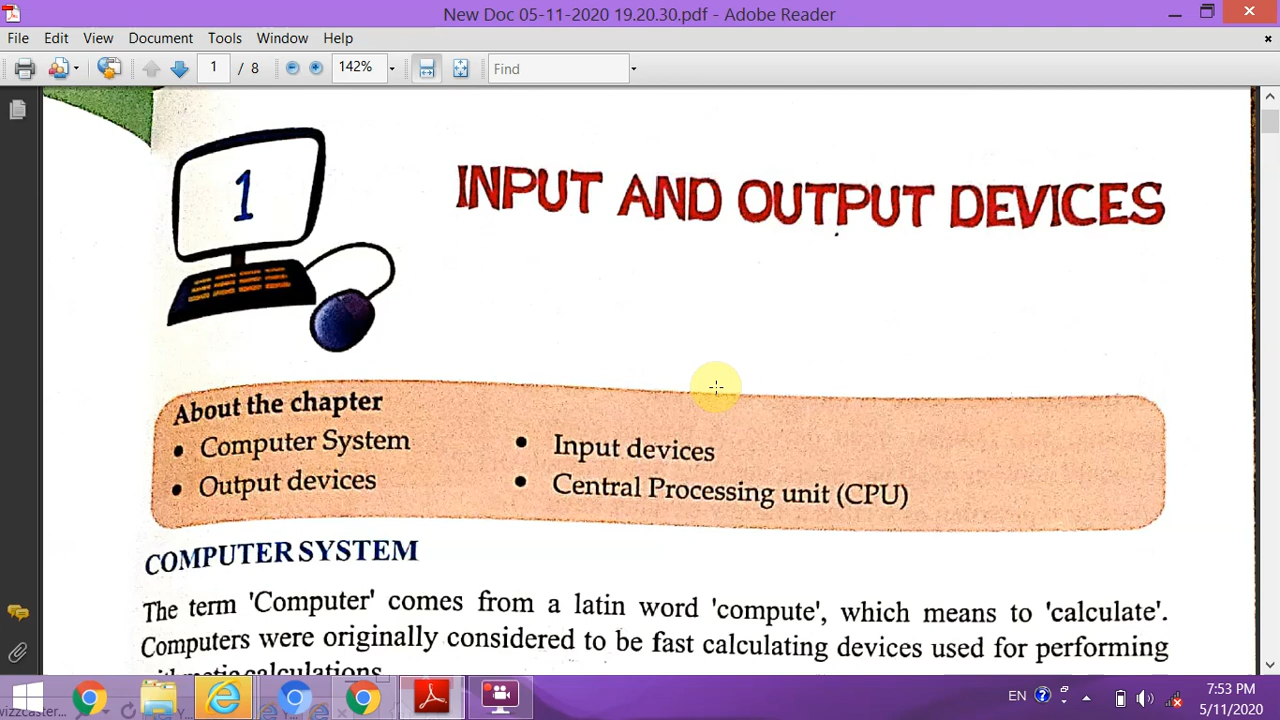 New Doc 05-11-2020 19.20.30.pdf - Adobe Reader
File Edit View Document Tools Window Help
1 / 8 142% Find
1
INPUT AND OUTPUT DEVICES
About the chapter
• Computer System • Input devices
• Output devices • Central Processing unit (CPU)
COMPUTER SYSTEM
The term 'Computer' comes from a latin word 'compute', which means to 'calculate'.
Computers were originally considered to be fast calculating devices used for performing
calculations.
EN 7:53 PM
5/11/2020